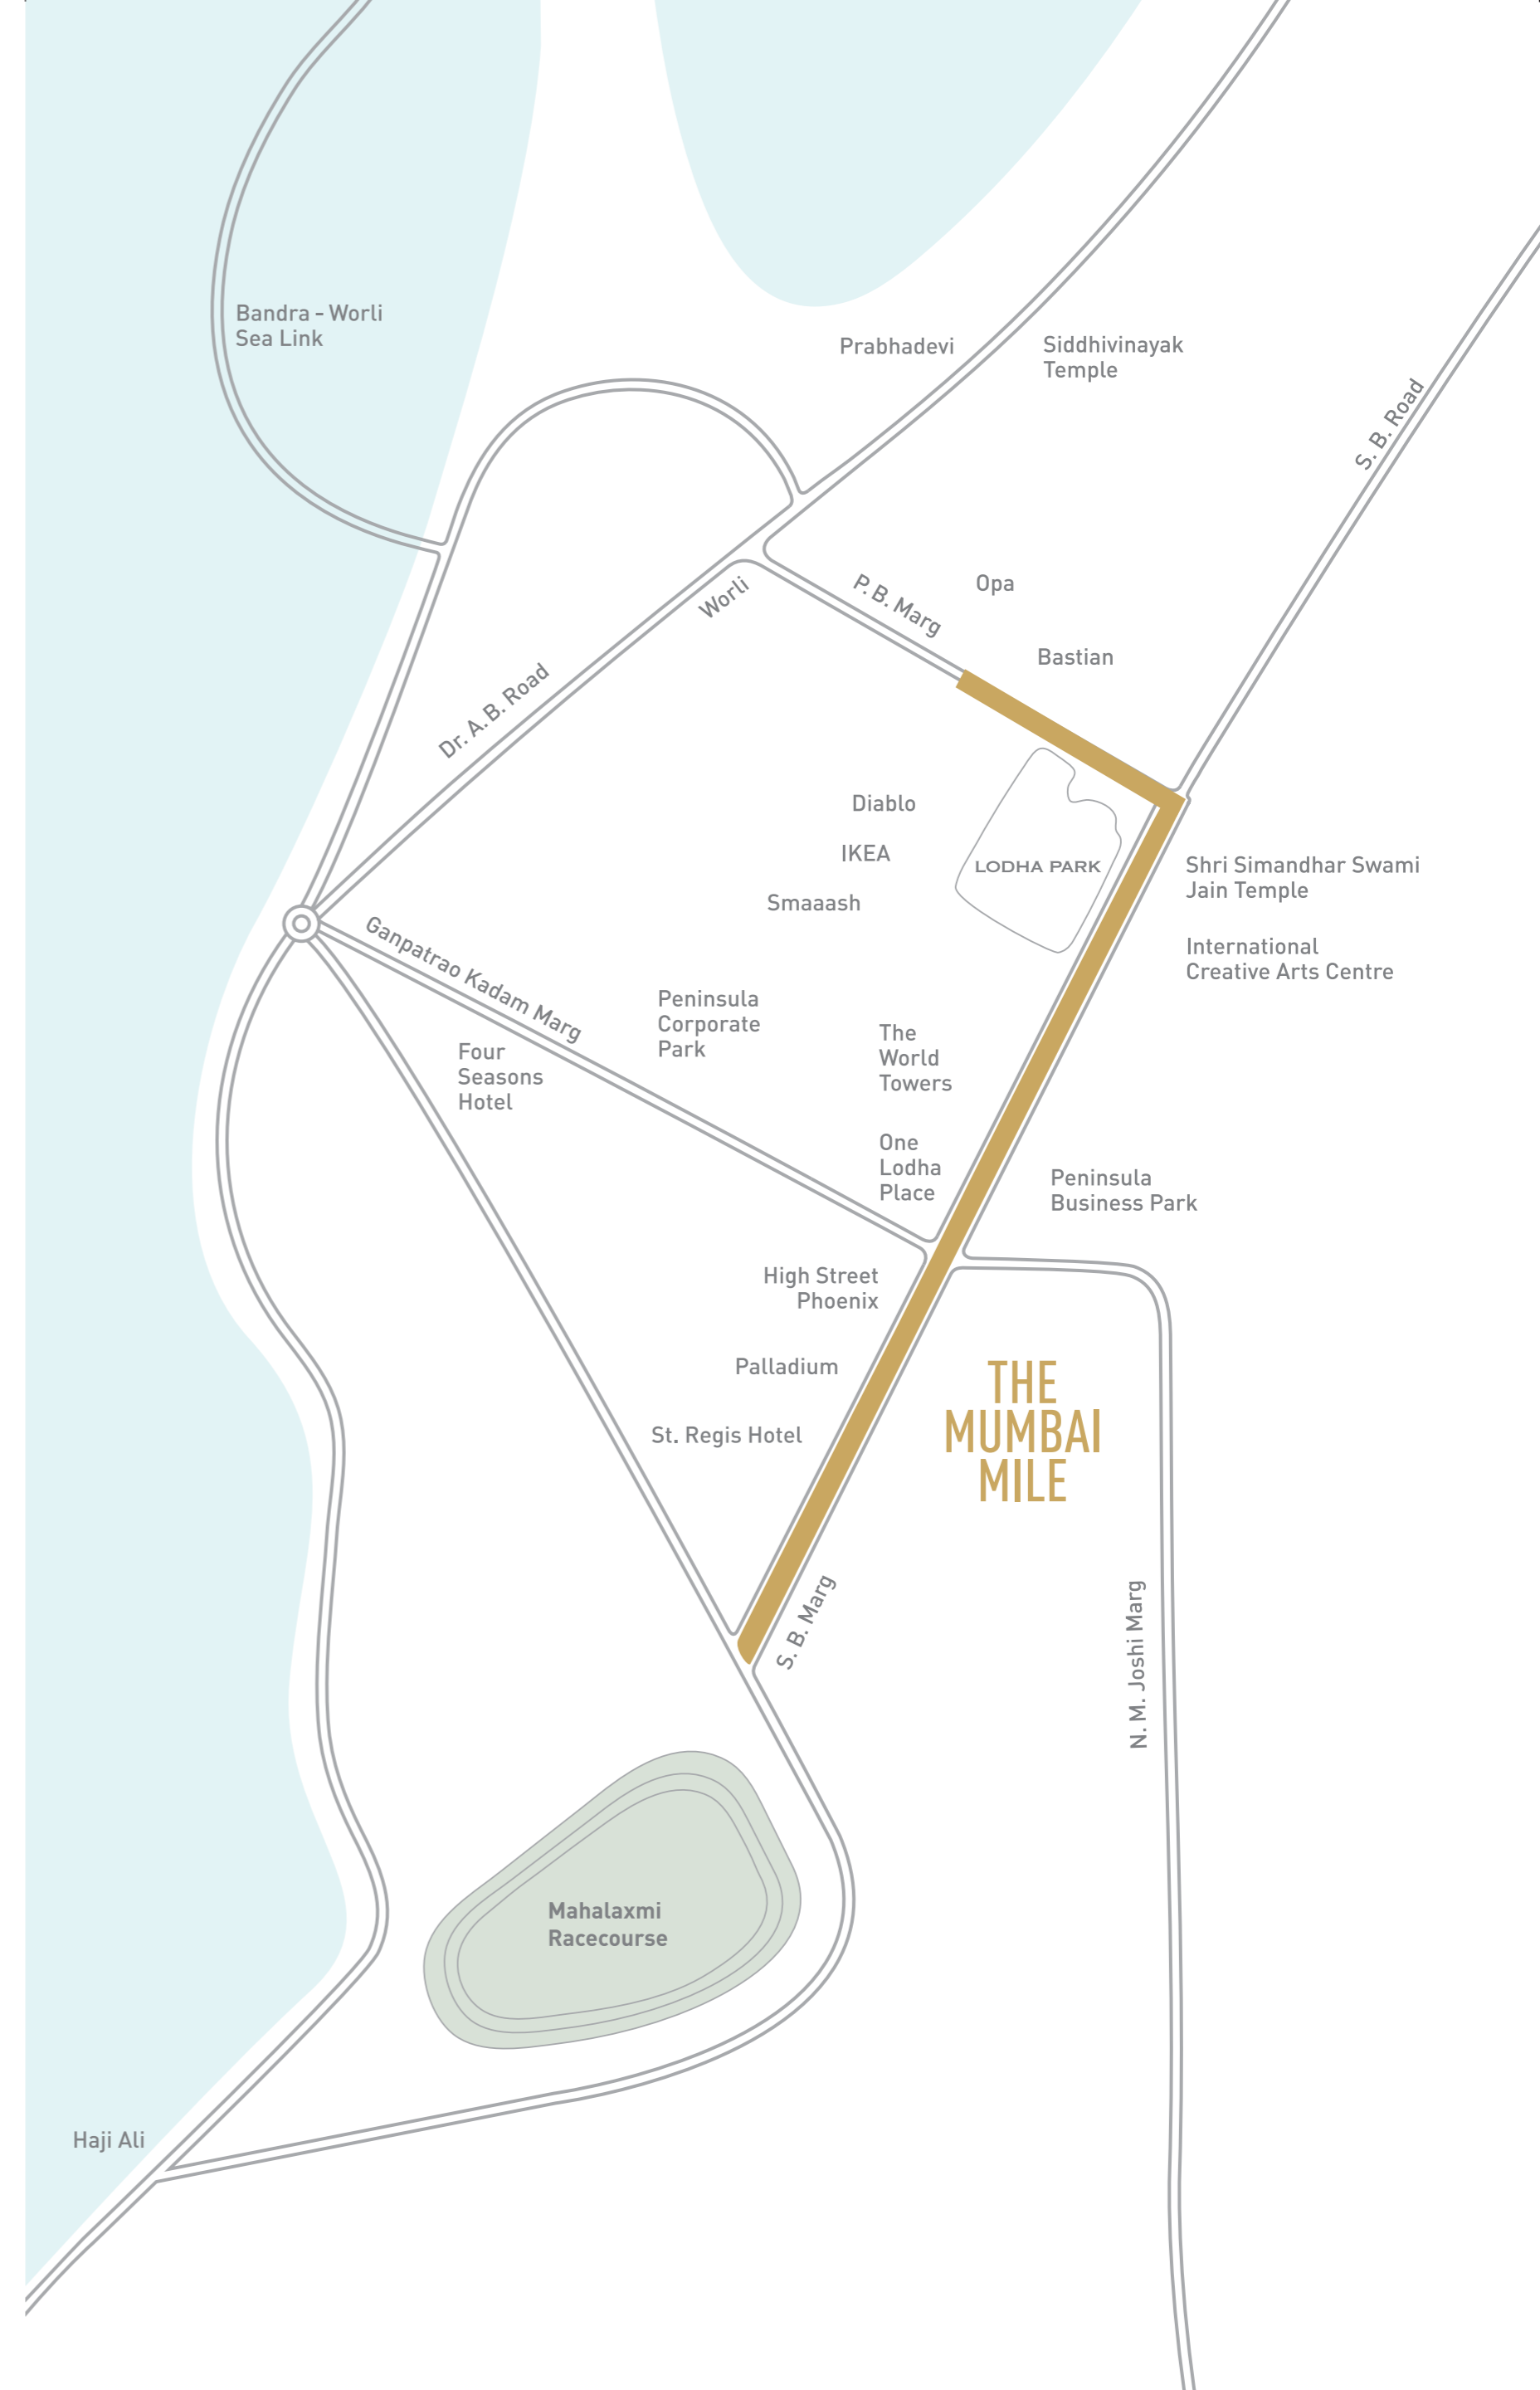 Bandra - Worli
Sea Link
Prabhadevi
Siddhivinayak
Temple
S. B. Road
Worli
P. B. Marg
Opa
Bastian
Dr. A. B. Road
Diablo
IKEA
Smaaash
LODHA PARK
Shri Simandhar Swami
Jain Temple
International
Creative Arts Centre
Ganpatrao Kadam Marg
Four
Seasons
Hotel
Peninsula
Corporate
Park
The
World
Towers
One
Lodha
Place
Peninsula
Business Park
High Street
Phoenix
Palladium
St. Regis Hotel
THE
MUMBAI
MILE
S. B. Marg
N. M. Joshi Marg
Mahalaxmi
Racecourse
Haji Ali